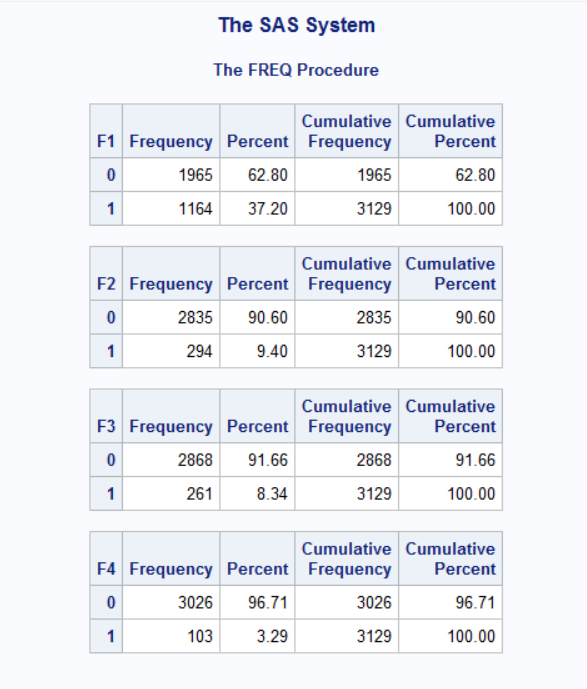 The SAS System
The FREQ Procedure
Cumulative Cumulative
F1 Frequency Percent Frequency Percent
0 1965 62.80 1965 62.80
1 1164 37.20 3129 100.00
Cumulative Cumulative
F2 Frequency Percent Frequency Percent
0 2835 90.60 2835 90.60
1 294 9.40 3129 100.00
Cumulative Cumulative
F3 Frequency Percent Frequency Percent
0 2868 91.66 2868 91.66
1 261 8.34 3129 100.00
Cumulative Cumulative
F4 Frequency Percent Frequency Percent
0 3026 96.71 3026 96.71
1 103 3.29 3129 100.00